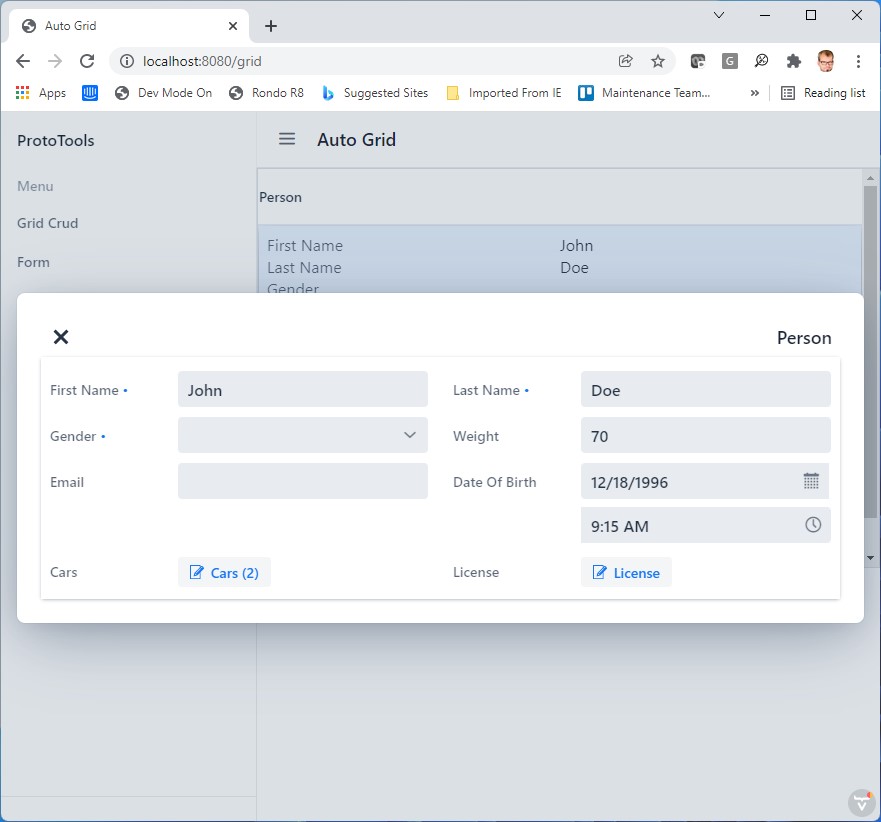 Auto Grid
localhost:8080/grid
G
Apps Dev Mode On Rondo R8 Suggested Sites Imported From IE Maintenance Team... » Reading list
ProtoTools
Auto Grid
Menu
Grid Crud
Form
Person
First Name John
Last Name Doe
Gender
Person
First Name • John Last Name • Doe
Gender • Weight 70
Email Date Of Birth 12/18/1996
9:15 AM
Cars Cars (2) License License